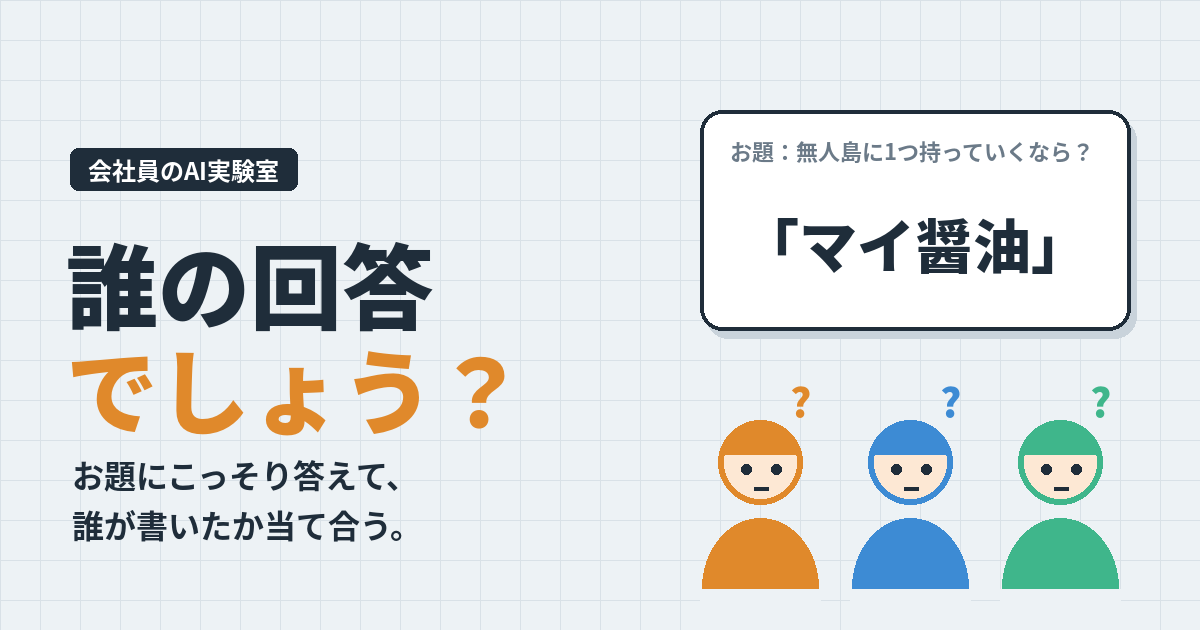 会社員のAI実験室
誰の回答
でしょう？
お題にこっそり答えて、
誰が書いたか当て合う。
お題：無人島に1つ持っていくなら？
「マイ醤油」
? ? ?